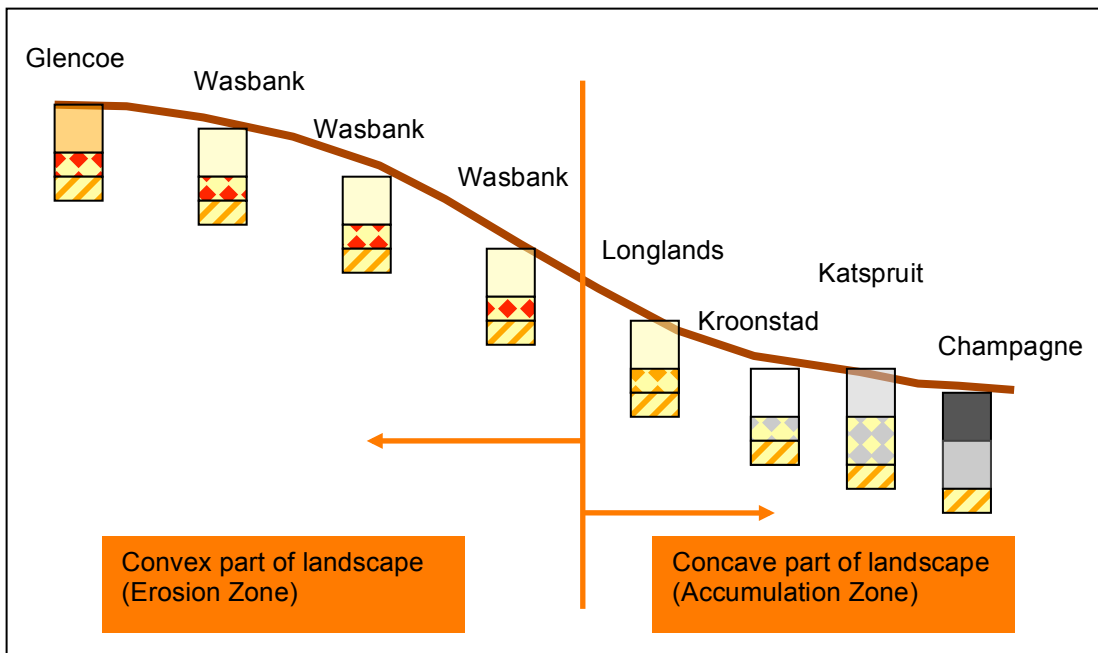 Glencoe
Wasbank
Wasbank
Wasbank
Longlands
Katspruit
Kroonstad
Champagne
Convex part of landscape
(Erosion Zone)
Concave part of landscape
(Accumulation Zone)